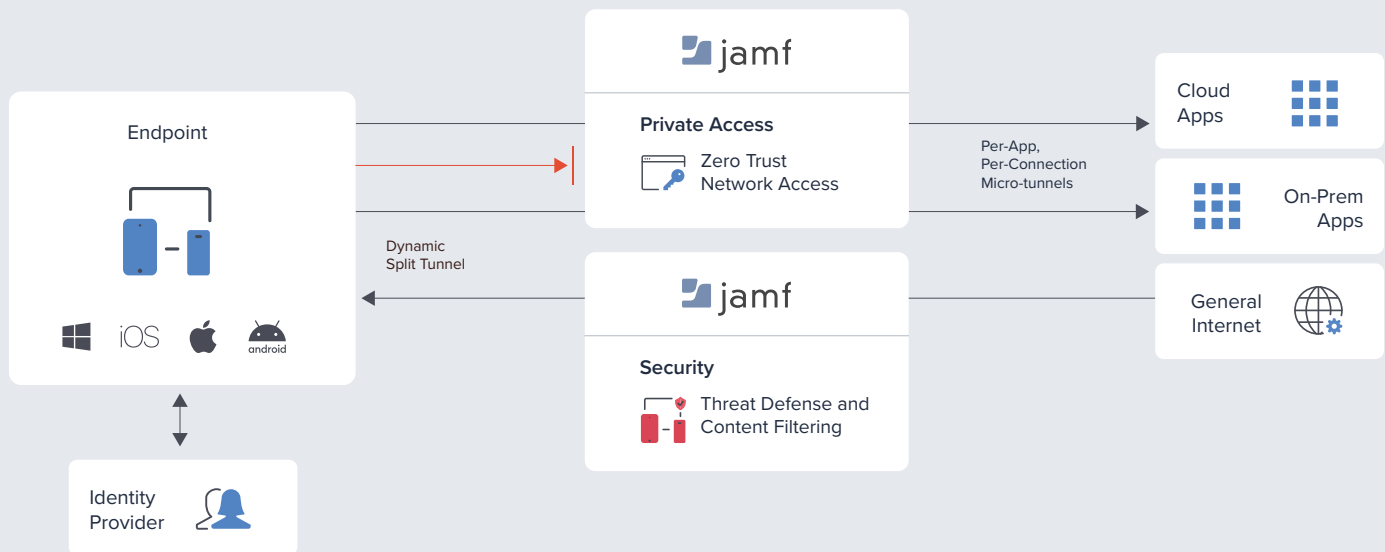 Endpoint
iOS
android
Identity
Provider
Dynamic
Split Tunnel
jamf
Private Access
Zero Trust
Network Access
jamf
Security
Threat Defense and
Content Filtering
Per-App,
Per-Connection
Micro-tunnels
Cloud
Apps
On-Prem
Apps
General
Internet